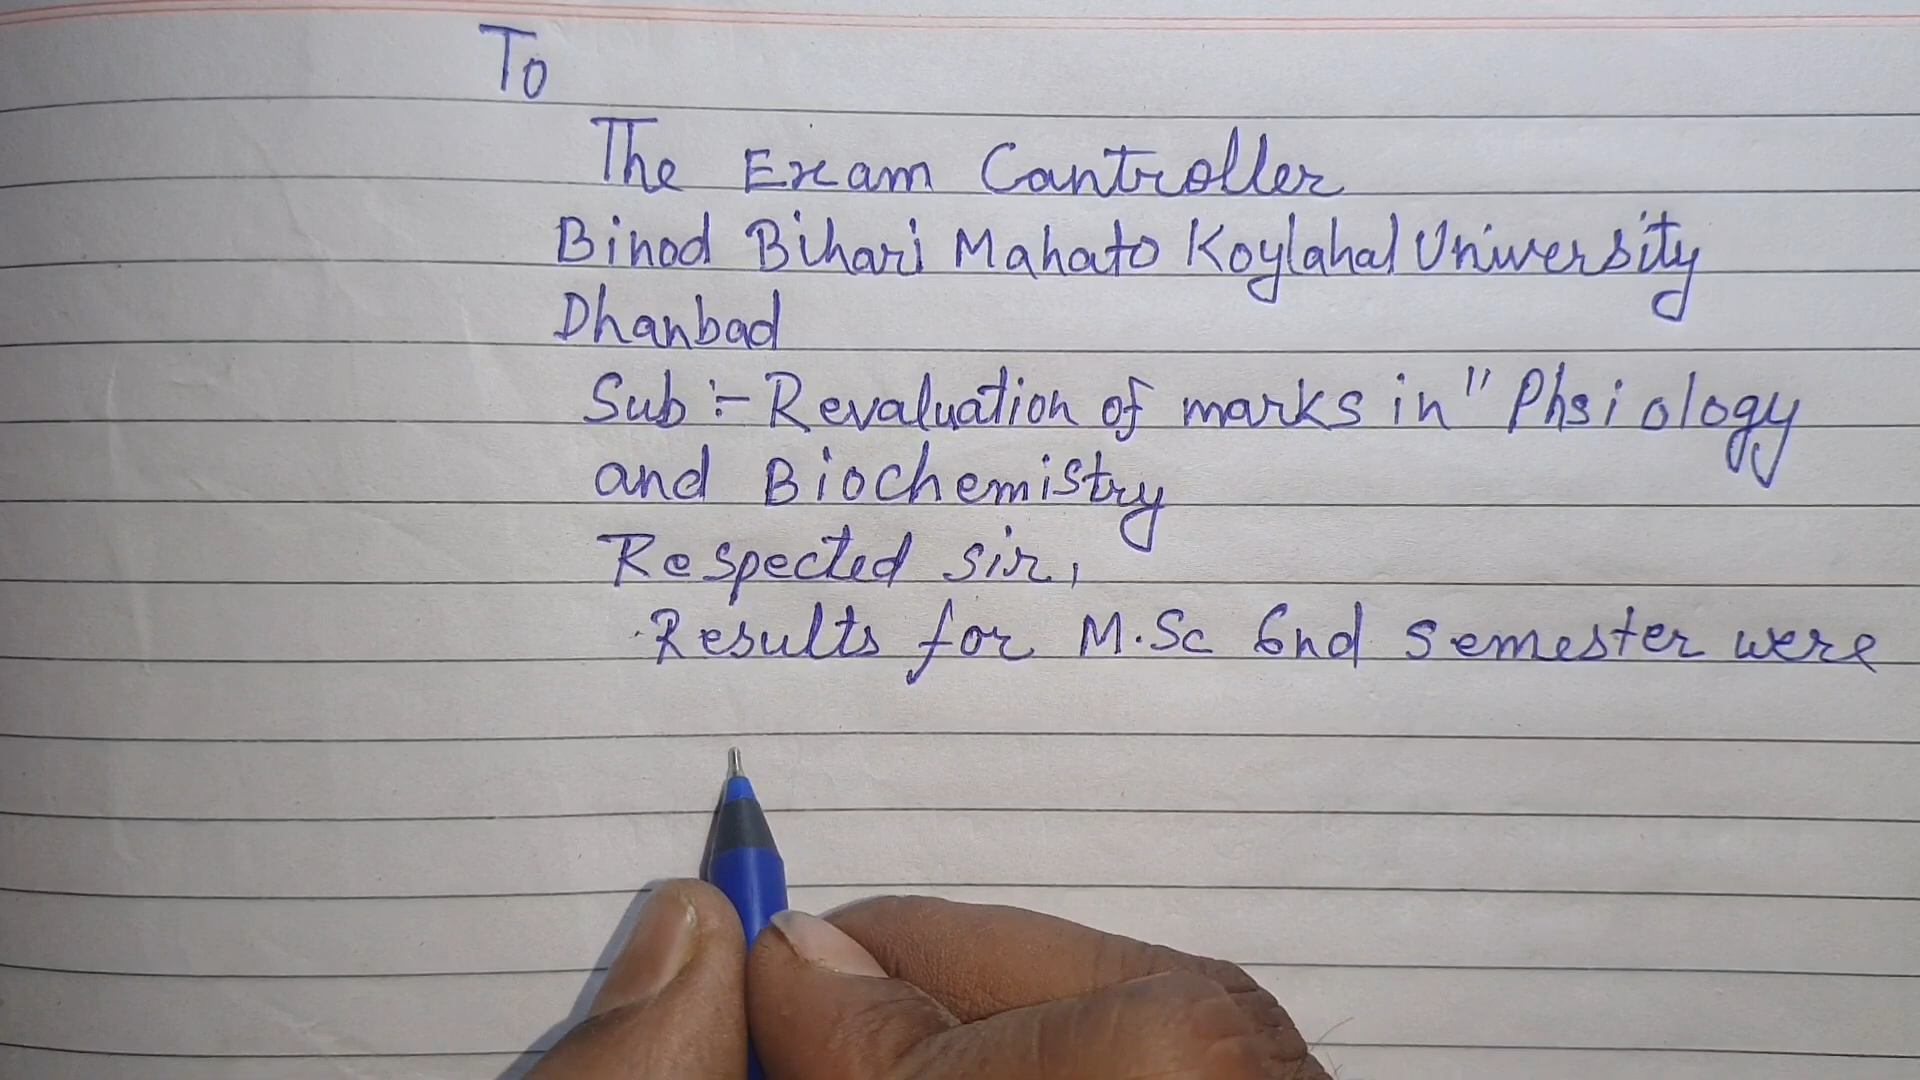 To
The Exam Cantroller
Binod Bihari Mahato Koylahal University
Dhanbad
Sub :- Revaluation of marks in " Phsiology
and Biochemistry
Respected sir,
Results for M.Sc 6nd semester were